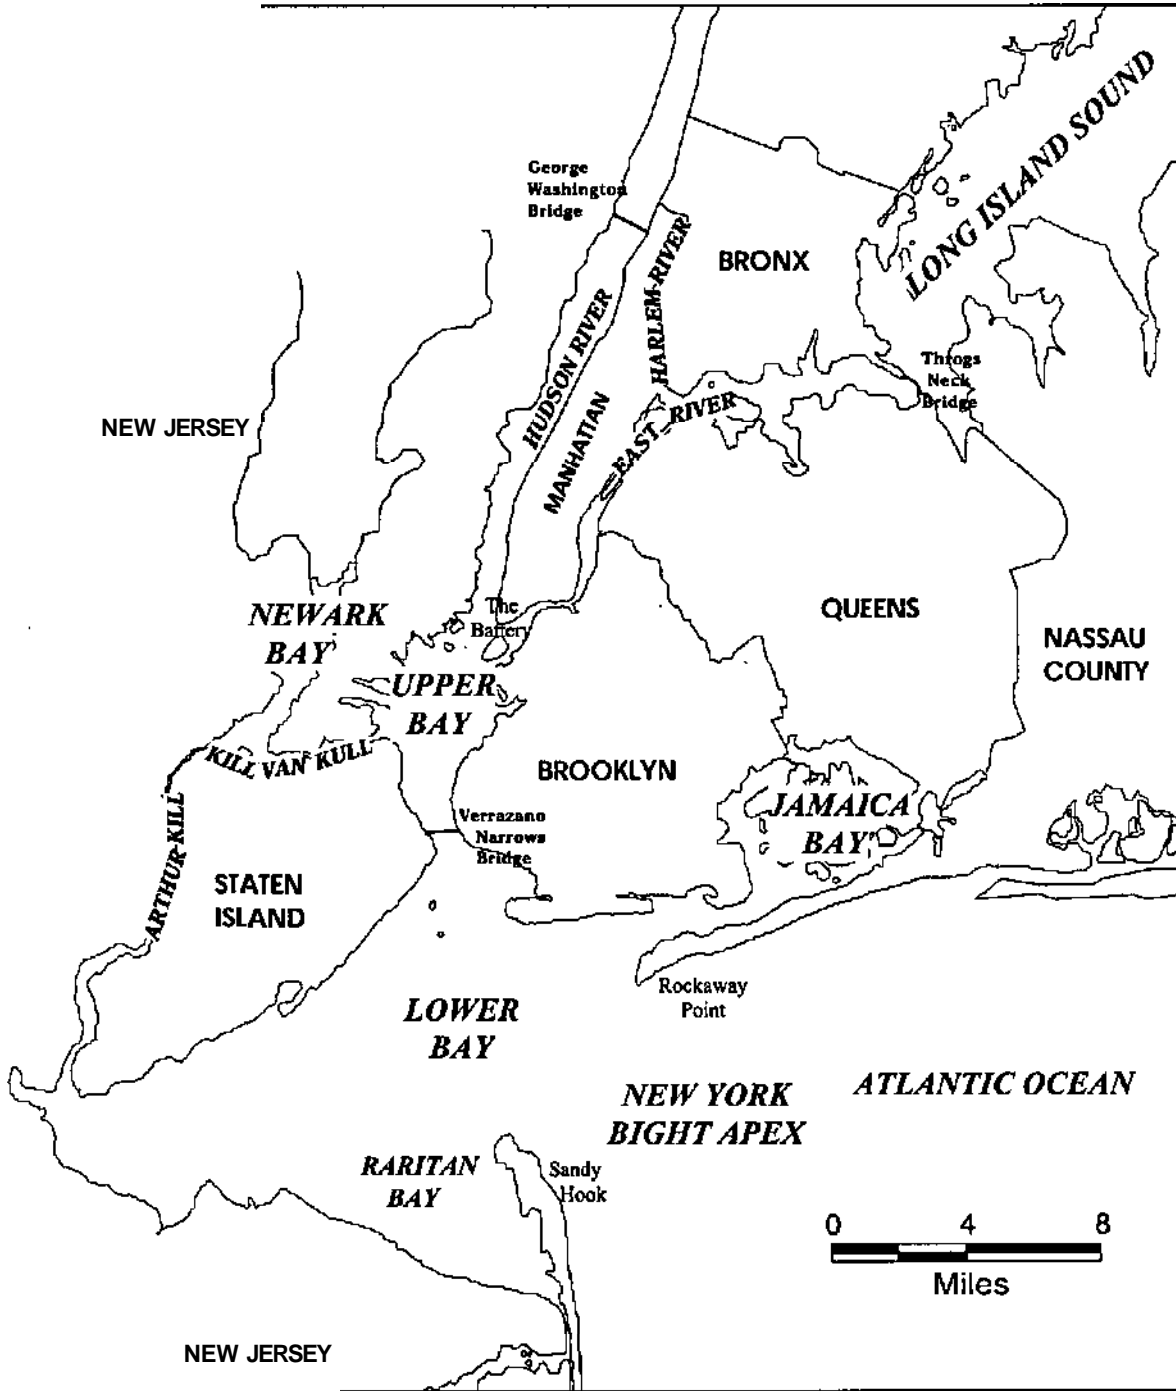 LONG ISLAND SOUND
George
Washington
Bridge
BRONX
HARLEM-RIVER
HUDSON RIVER
Throgs
Neck
Bridge
NEW JERSEY
MANHATTAN
EAST RIVER
The
Battery
NEWARK
BAY
QUEENS
NASSAU
COUNTY
UPPER
BAY
KILL VAN KULL
BROOKLYN
JAMAICA
BAY
Verrazano
Narrows
Bridge
ARTHUR-KILL
STATEN
ISLAND
Rockaway
Point
LOWER
BAY
NEW YORK
BIGHT APEX
ATLANTIC OCEAN
RARITAN
BAY
Sandy
Hook
0 4 8
Miles
NEW JERSEY